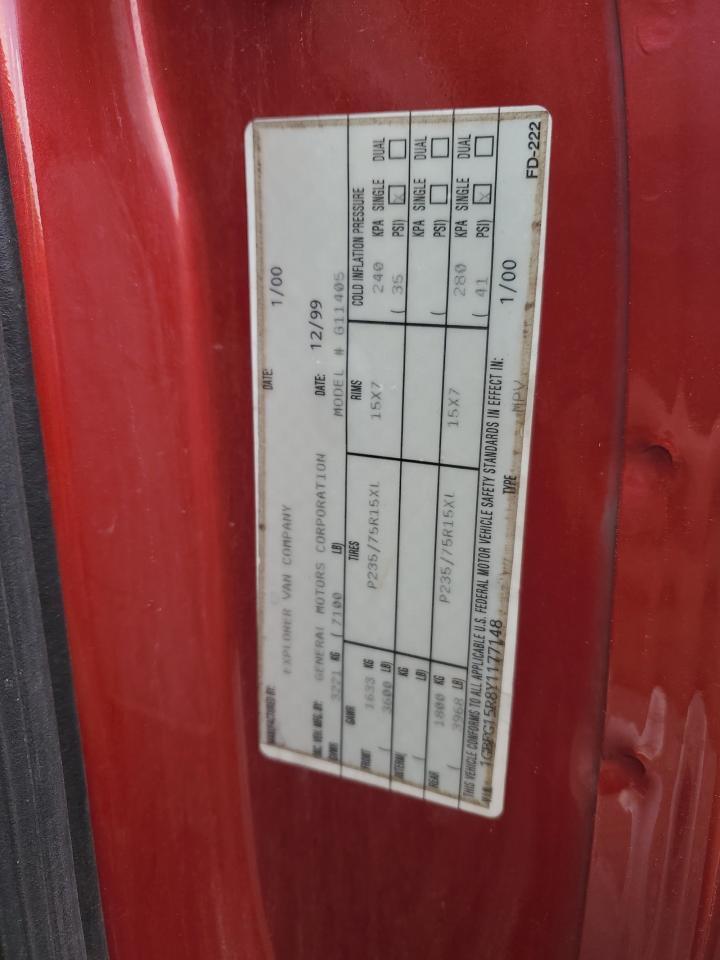 MANUFACTURED BY: DATE: 1/00
EXPLORER VAN COMPANY
INC. VEH. MFG. BY: GENERAL MOTORS CORPORATION DATE: 12/99
GVWR 3221 KG ( 7100 LB) MODEL # G11405
GAWR TIRES RIMS COLD INFLATION PRESSURE
FRONT 1633 KG P235/75R15XL 15X7 240 KPA SINGLE DUAL
( 3600 LB) ( 35 PSI)
INTERM( KG KPA SINGLE DUAL
( LB) ( PSI)
REAR 1800 KG P235/75R15XL 15X7 280 KPA SINGLE DUAL
( 3968 LB) ( 41 PSI)
THIS VEHICLE CONFORMS TO ALL APPLICABLE U.S. FEDERAL MOTOR VEHICLE SAFETY STANDARDS IN EFFECT IN: 1/00
V.I.N. 1GBFG15R8Y1177148 TYPE MPV
FD-222